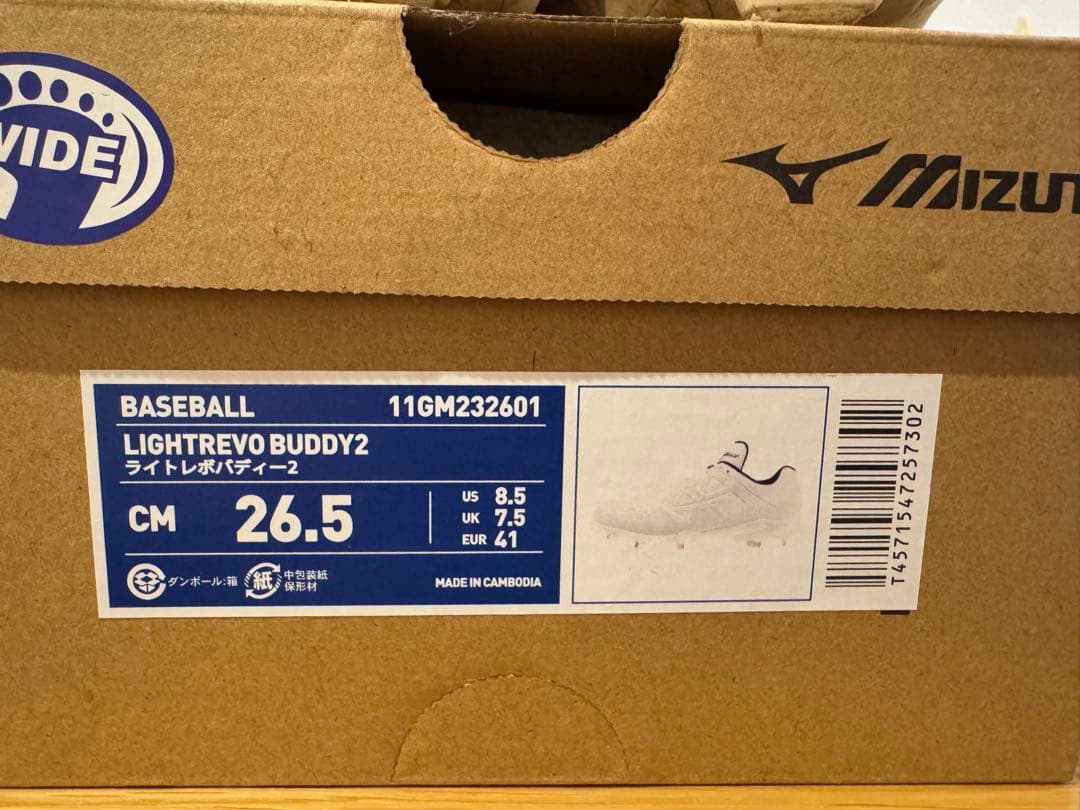 WIDE
MIZUN
BASEBALL 11GM232601
LIGHTREVO BUDDY2
ライトレボバディー2
CM 26.5
US 8.5
UK 7.5
EUR 41
ダンボール:箱
紙
中包装紙
保形材
MADE IN CAMBODIA
T4571547257302